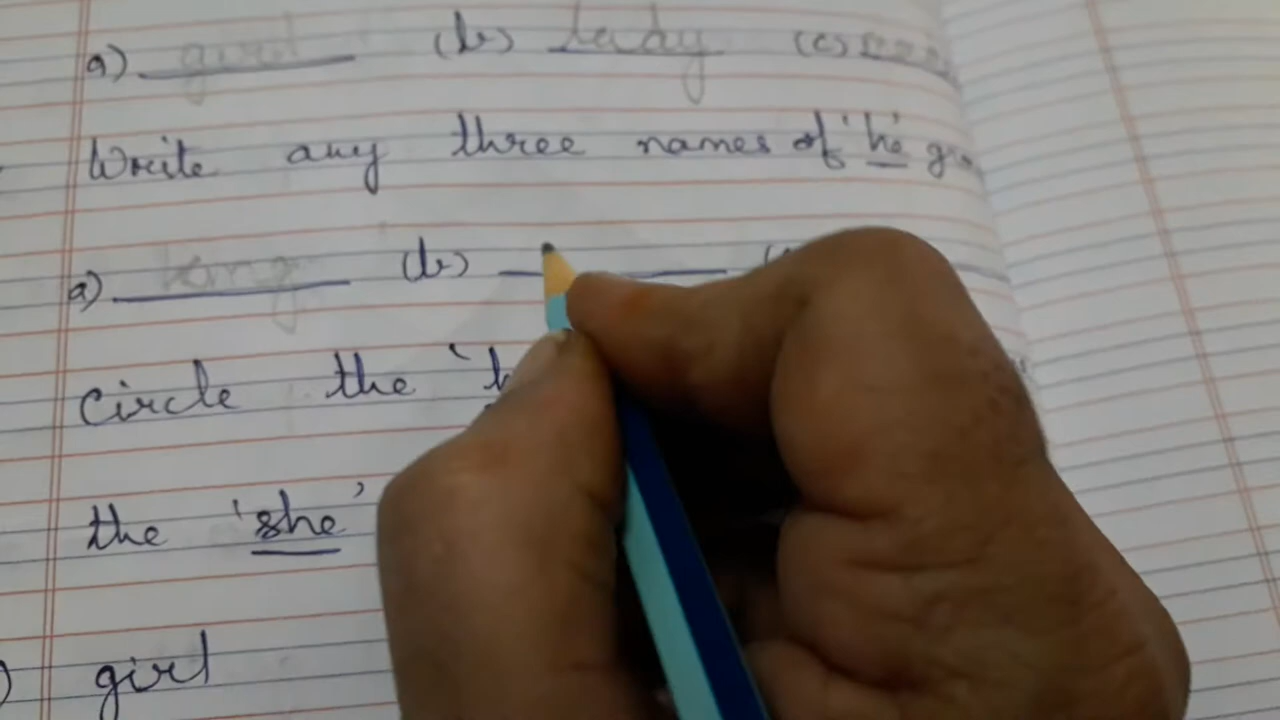 a) girl (b) lady (c)
Write any three names of 'he'
a) king (b)
Circle the
the 'she'
girl